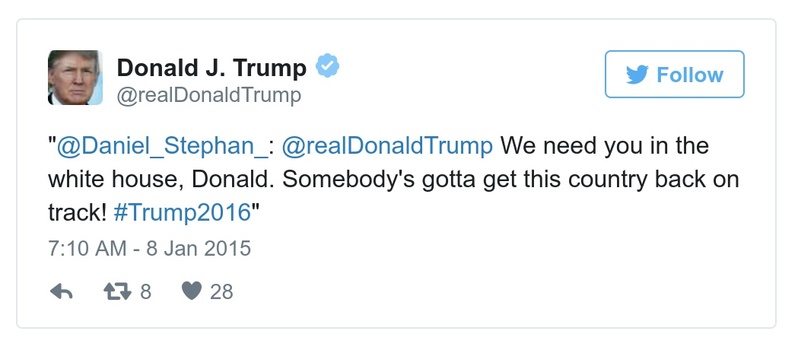 Donald J. Trump
Follow
@realDonaldTrump
"@Daniel_Stephan_: @realDonaldTrump We need you in the
white house, Donald. Somebody's gotta get this country back on
track! #Trump2016"
7:10 AM - 8 Jan 2015
8 28